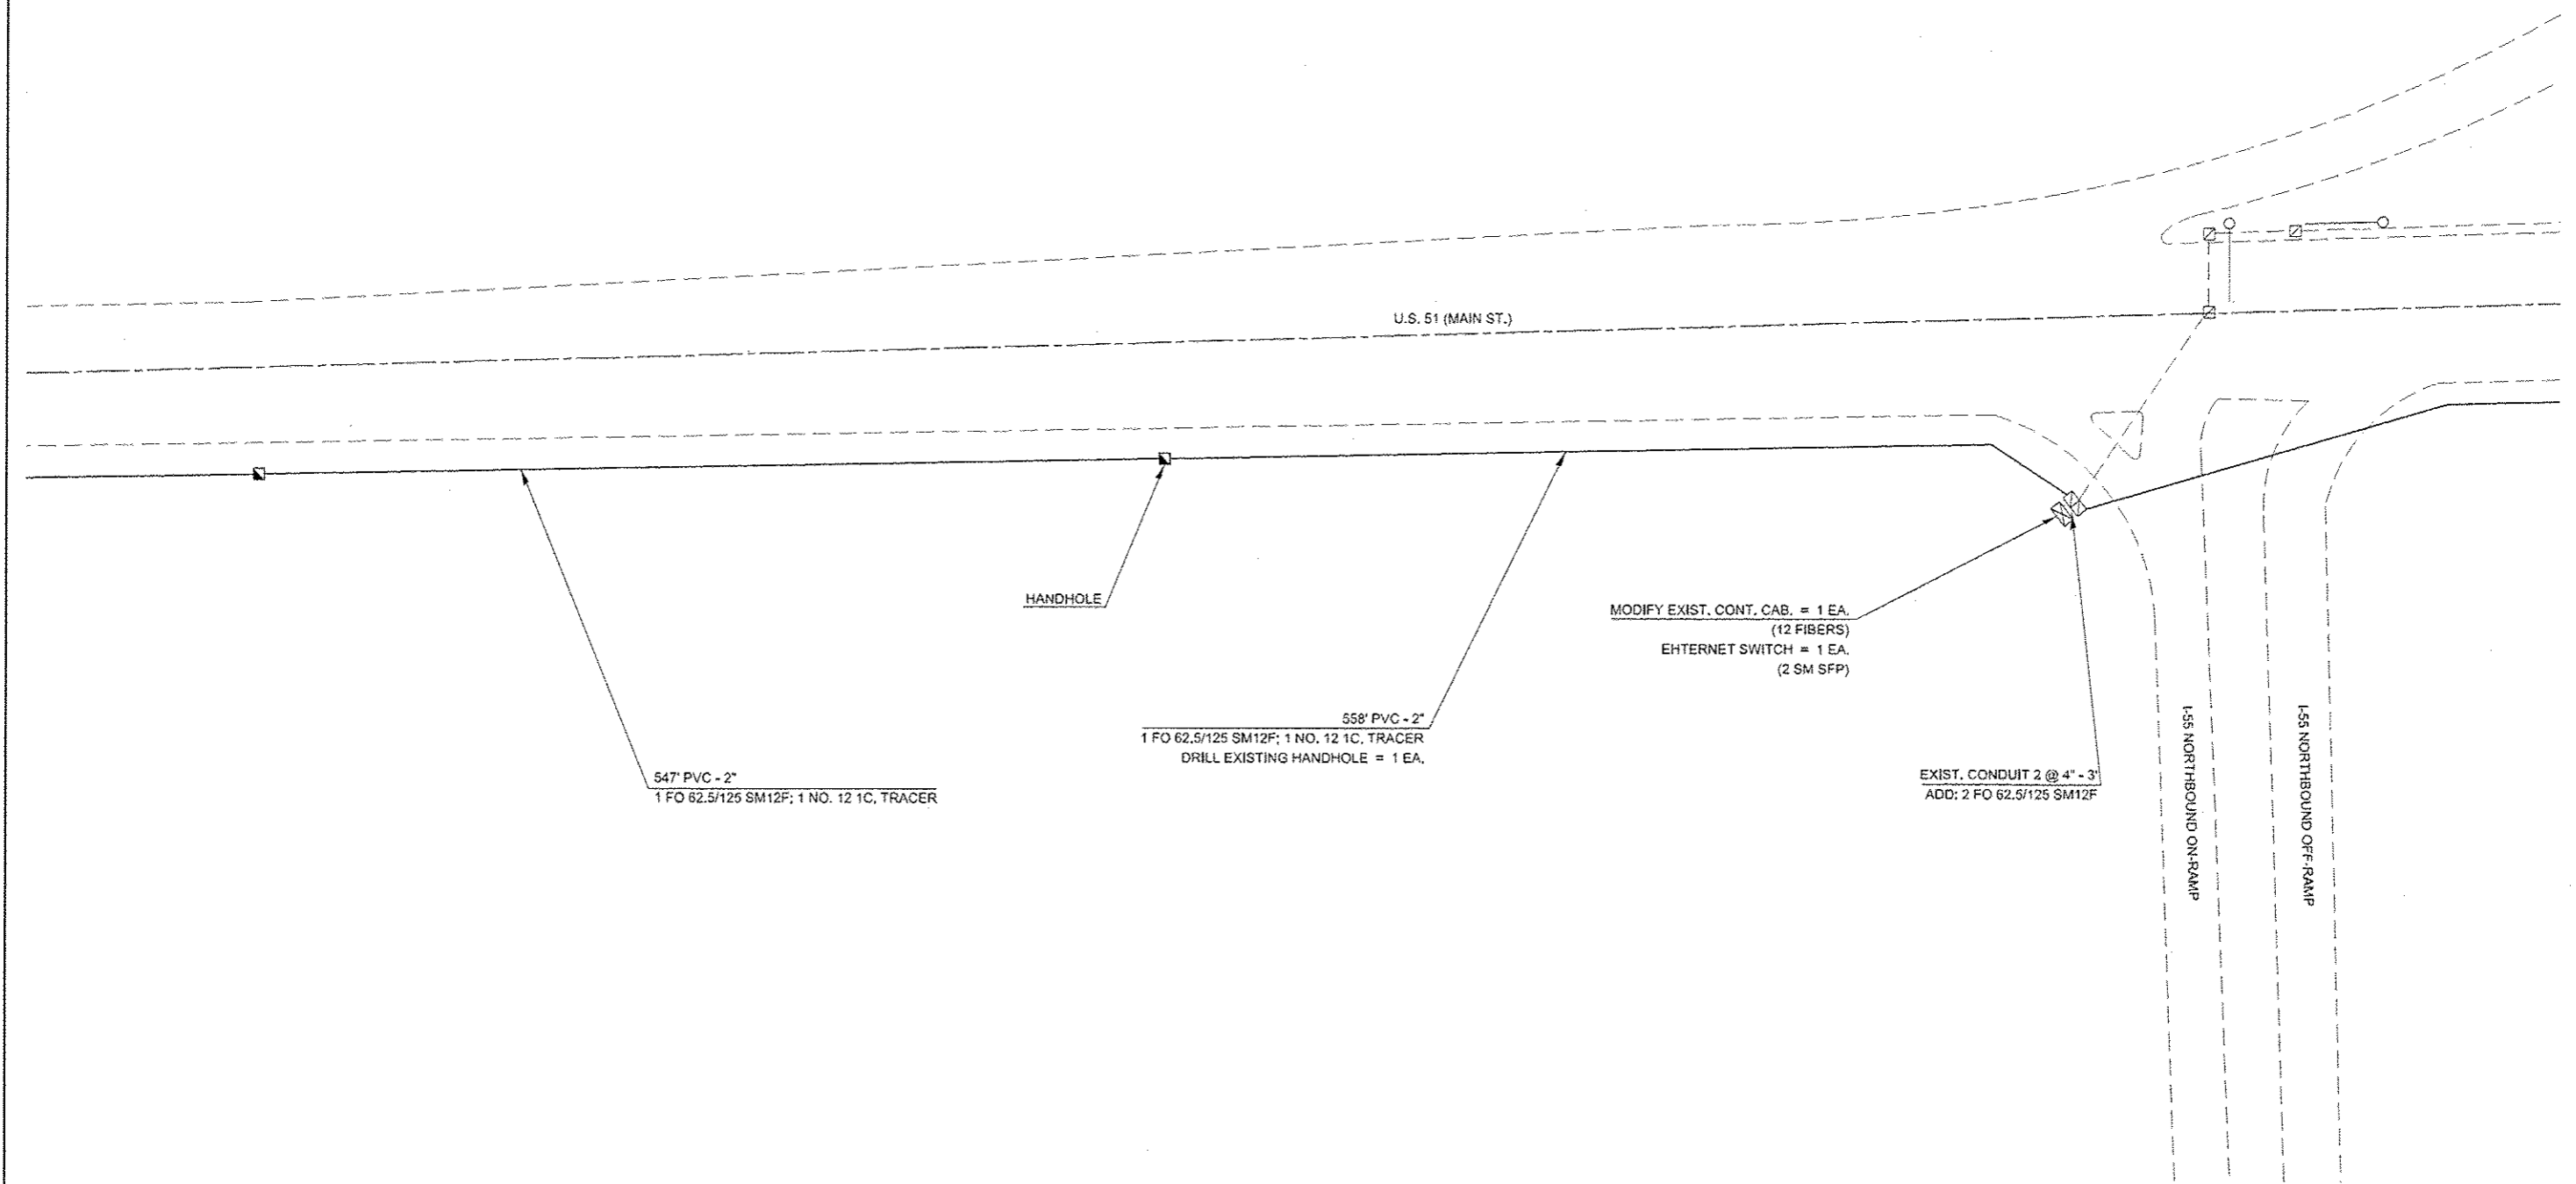 U.S. 51 (MAIN ST.)
HANDHOLE
MODIFY EXIST. CONT. CAB. = 1 EA.
(12 FIBERS)
EHTERNET SWITCH = 1 EA.
(2 SM SFP)
558' PVC - 2"
1 FO 62.5/125 SM12F; 1 NO. 12 1C, TRACER
DRILL EXISTING HANDHOLE = 1 EA.
547' PVC - 2"
1 FO 62.5/125 SM12F; 1 NO. 12 1C, TRACER
EXIST. CONDUIT 2 @ 4" - 3'
ADD: 2 FO 62.5/125 SM12F
I-55 NORTHBOUND ON-RAMP
I-55 NORTHBOUND OFF-RAMP